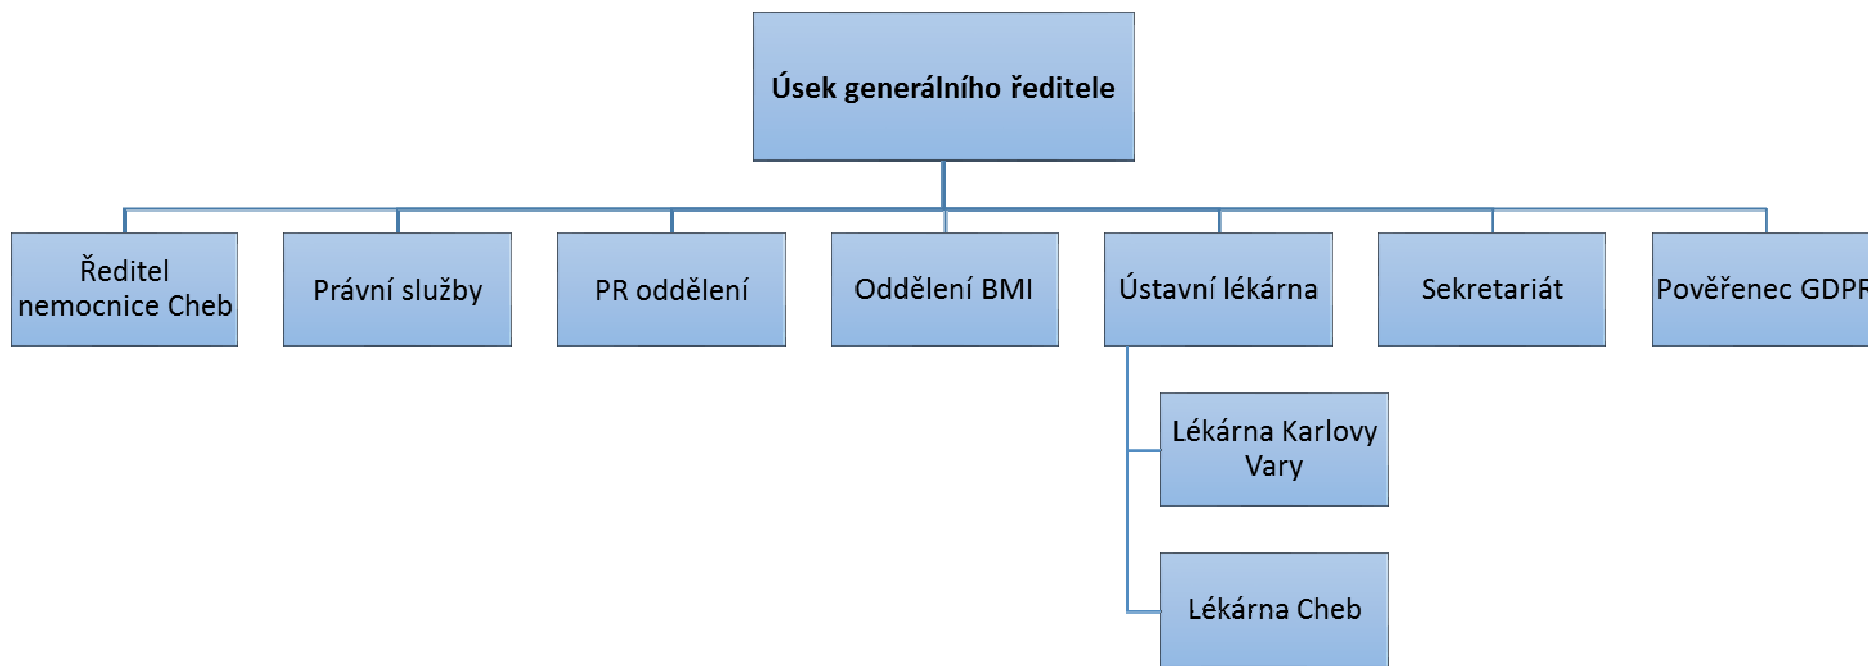 Úsek generálního ředitele
Ředitel
nemocnice Cheb
Právní služby
PR oddělení
Oddělení BMI
Ústavní lékárna
Sekretariát
Pověřenec GDPR
Lékárna Karlovy
Vary
Lékárna Cheb